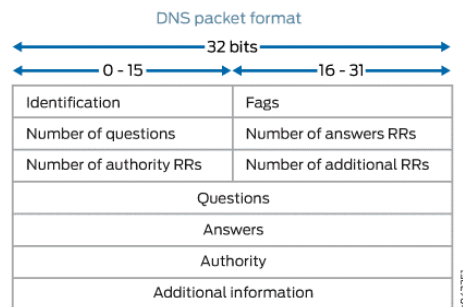 DNS packet format
32 bits
0 - 15 16 - 31
Identification Fags
Number of questions Number of answers RRs
Number of authority RRs Number of additional RRs
Questions
Answers
Authority
Additional information